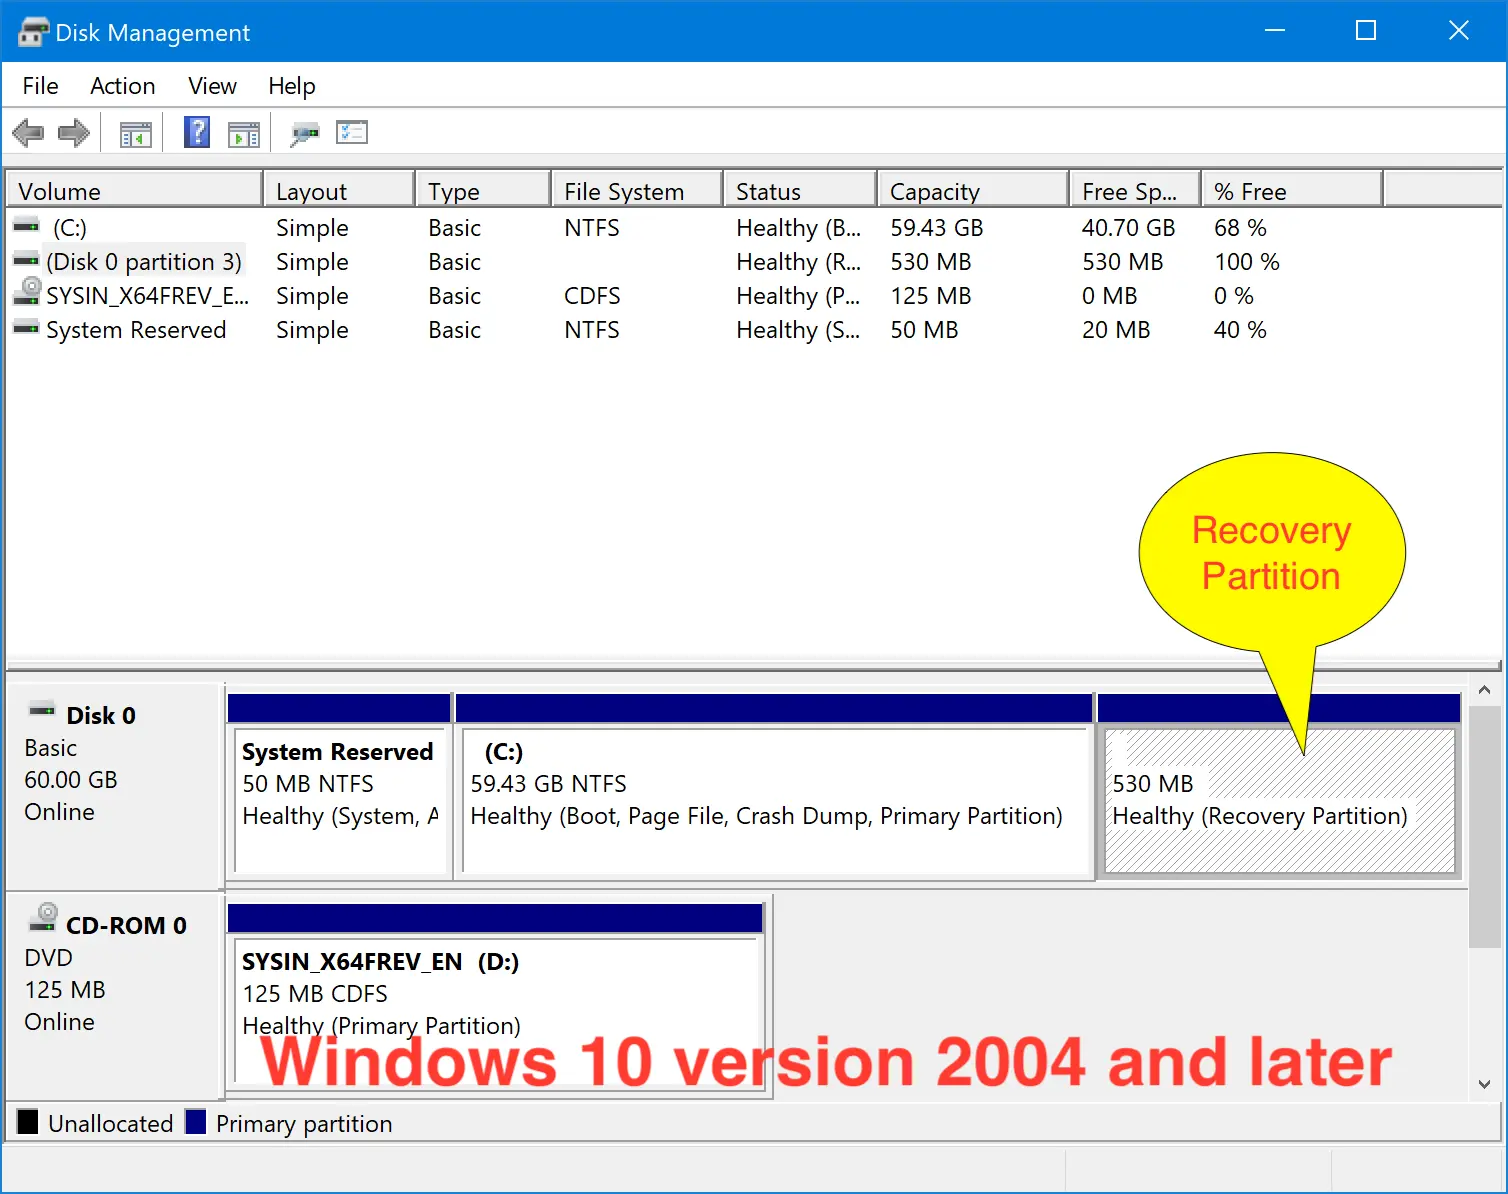 Disk Management
File Action View Help
Volume Layout Type File System Status Capacity Free Sp... % Free
(C:) Simple Basic NTFS Healthy (B... 59.43 GB 40.70 GB 68 %
(Disk 0 partition 3) Simple Basic Healthy (R... 530 MB 530 MB 100 %
SYSIN_X64FREV_E... Simple Basic CDFS Healthy (P... 125 MB 0 MB 0 %
System Reserved Simple Basic NTFS Healthy (S... 50 MB 20 MB 40 %
Recovery
Partition
Disk 0
Basic
60.00 GB
Online
System Reserved
50 MB NTFS
Healthy (System, A
(C:)
59.43 GB NTFS
Healthy (Boot, Page File, Crash Dump, Primary Partition)
530 MB
Healthy (Recovery Partition)
CD-ROM 0
DVD
125 MB
Online
SYSIN_X64FREV_EN (D:)
125 MB CDFS
Healthy (Primary Partition)
Windows 10 version 2004 and later
Unallocated Primary partition